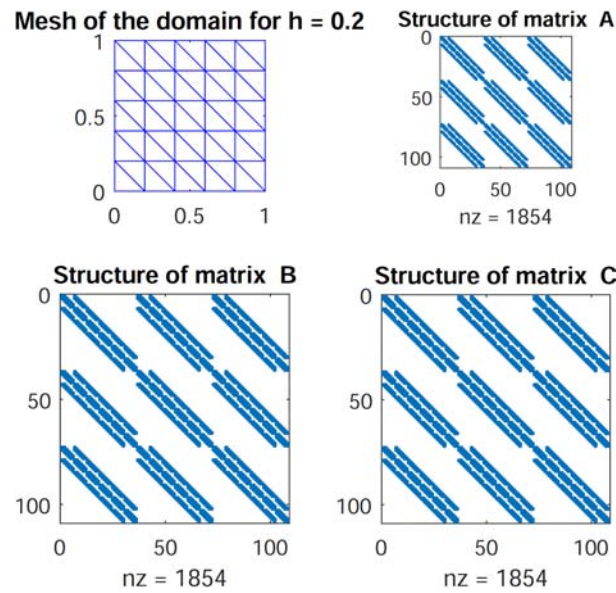 Mesh of the domain for h = 0.2
1
0.5
0
0 0.5 1
Structure of matrix A
0
50
100
0 50 100
nz = 1854
Structure of matrix B
0
50
100
0 50 100
nz = 1854
Structure of matrix C
0
50
100
0 50 100
nz = 1854